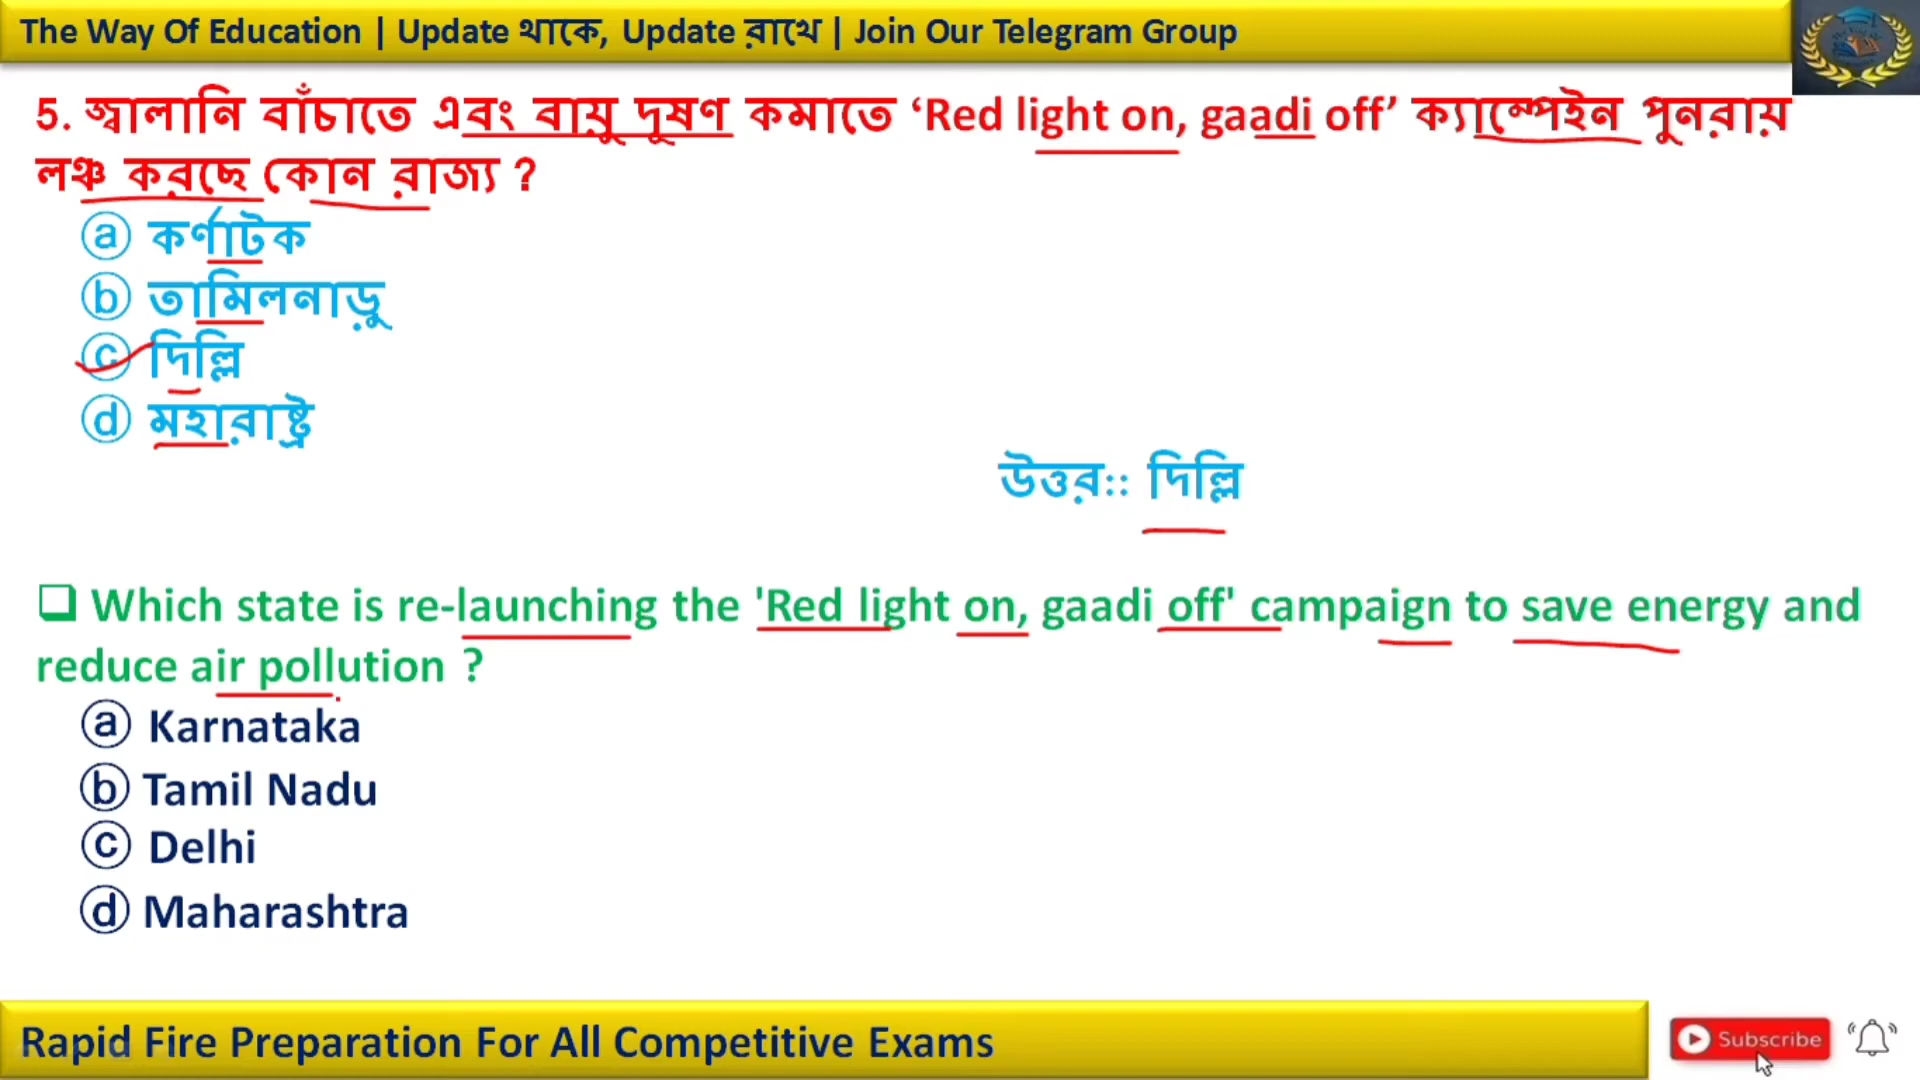 The Way Of Education | Update থাকে, Update রাখে | Join Our Telegram Group
5. জ্বালানি বাঁচাতে এবং বায়ু দূষণ কমাতে ‘Red light on, gaadi off’ ক্যাম্পেইন পুনরায়
লঞ্চ করছে কোন রাজ্য ?
ⓐ কর্ণাটক
ⓑ তামিলনাড়ু
ⓒ দিল্লি
ⓓ মহারাষ্ট্র
উত্তর:: দিল্লি
❑ Which state is re-launching the 'Red light on, gaadi off' campaign to save energy and
reduce air pollution ?
ⓐ Karnataka
ⓑ Tamil Nadu
ⓒ Delhi
ⓓ Maharashtra
Rapid Fire Preparation For All Competitive Exams
Subscribe